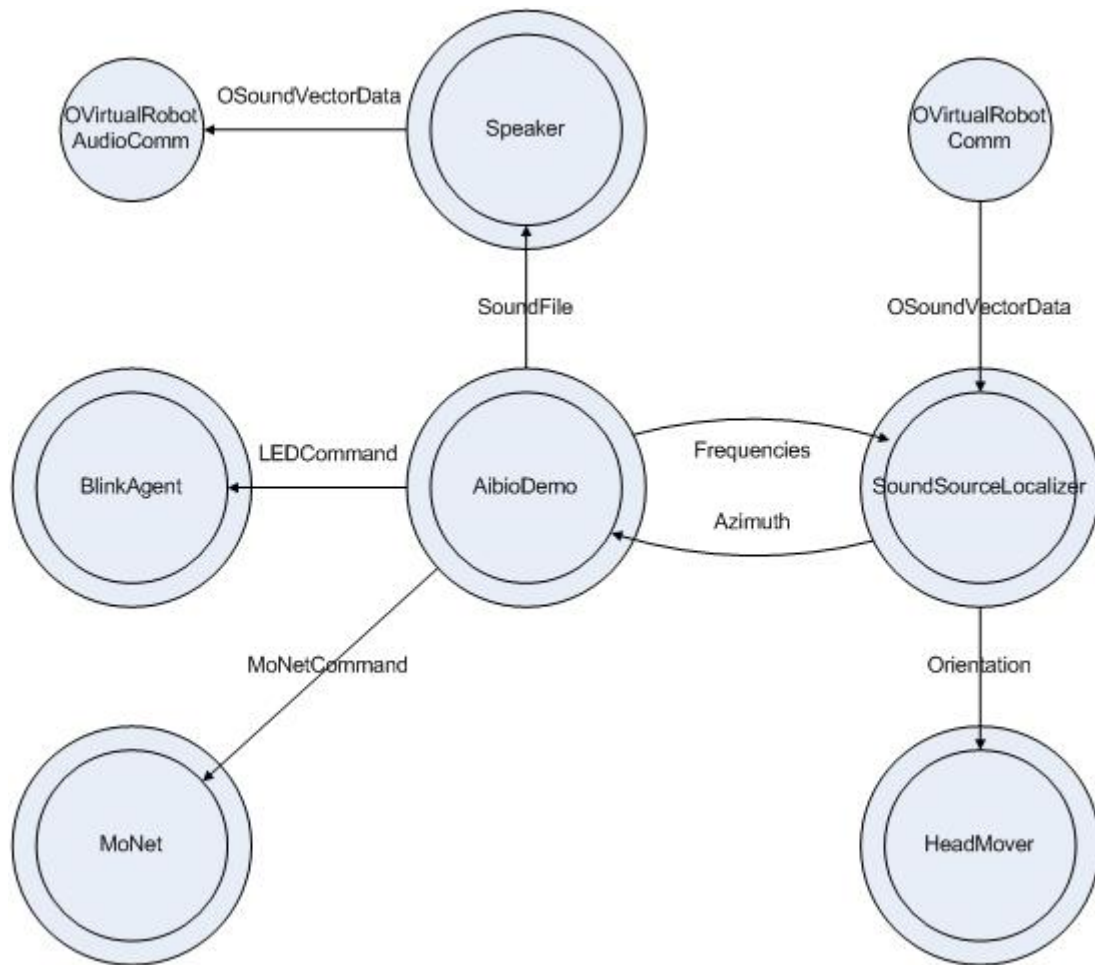 OSoundVectorData
OVirtualRobot
AudioComm
Speaker
OVirtualRobot
Comm
SoundFile
OSoundVectorData
LEDCommand
Frequencies
BlinkAgent
AibioDemo
SoundSourceLocalizer
Azimuth
MoNetCommand
Orientation
MoNet
HeadMover